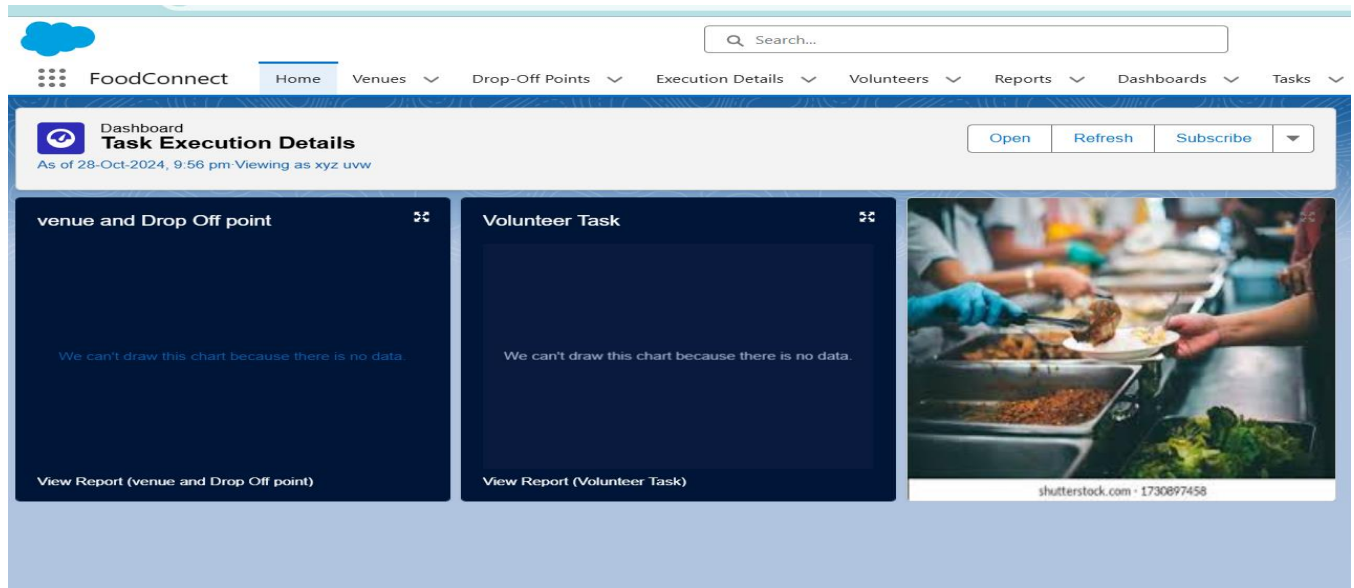 Search...
FoodConnect Home Venues Drop-Off Points Execution Details Volunteers Reports Dashboards Tasks
Dashboard
Task Execution Details
Open Refresh Subscribe
As of 28-Oct-2024, 9:56 pm·Viewing as xyz uvw
venue and Drop Off point
Volunteer Task
We can't draw this chart because there is no data.
We can't draw this chart because there is no data.
View Report (venue and Drop Off point)
View Report (Volunteer Task)
shutterstock.com · 1730897458